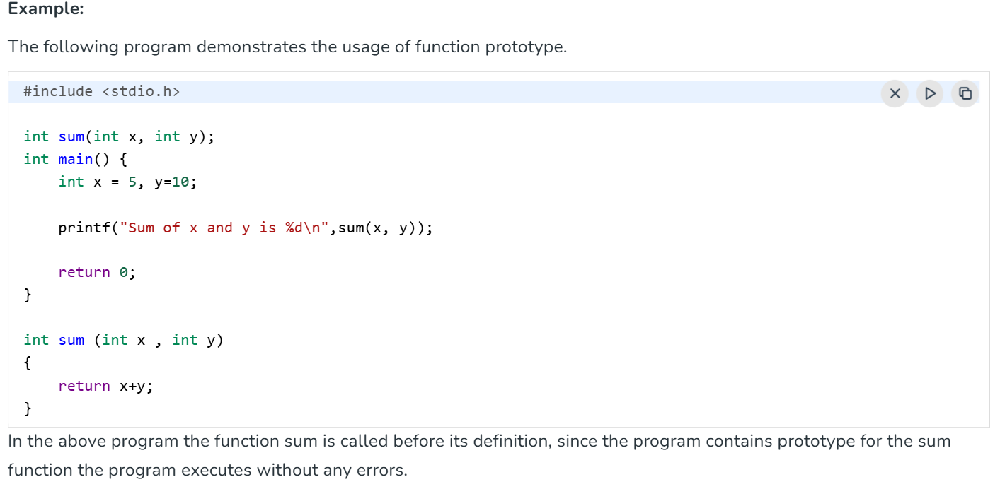 Example:
The following program demonstrates the usage of function prototype.
#include <stdio.h>
int sum(int x, int y);
int main() {
    int x = 5, y=10;
    printf("Sum of x and y is %d\n",sum(x, y));
    return 0;
}
int sum (int x , int y)
{
    return x+y;
}
In the above program the function sum is called before its definition, since the program contains prototype for the sum
function the program executes without any errors.